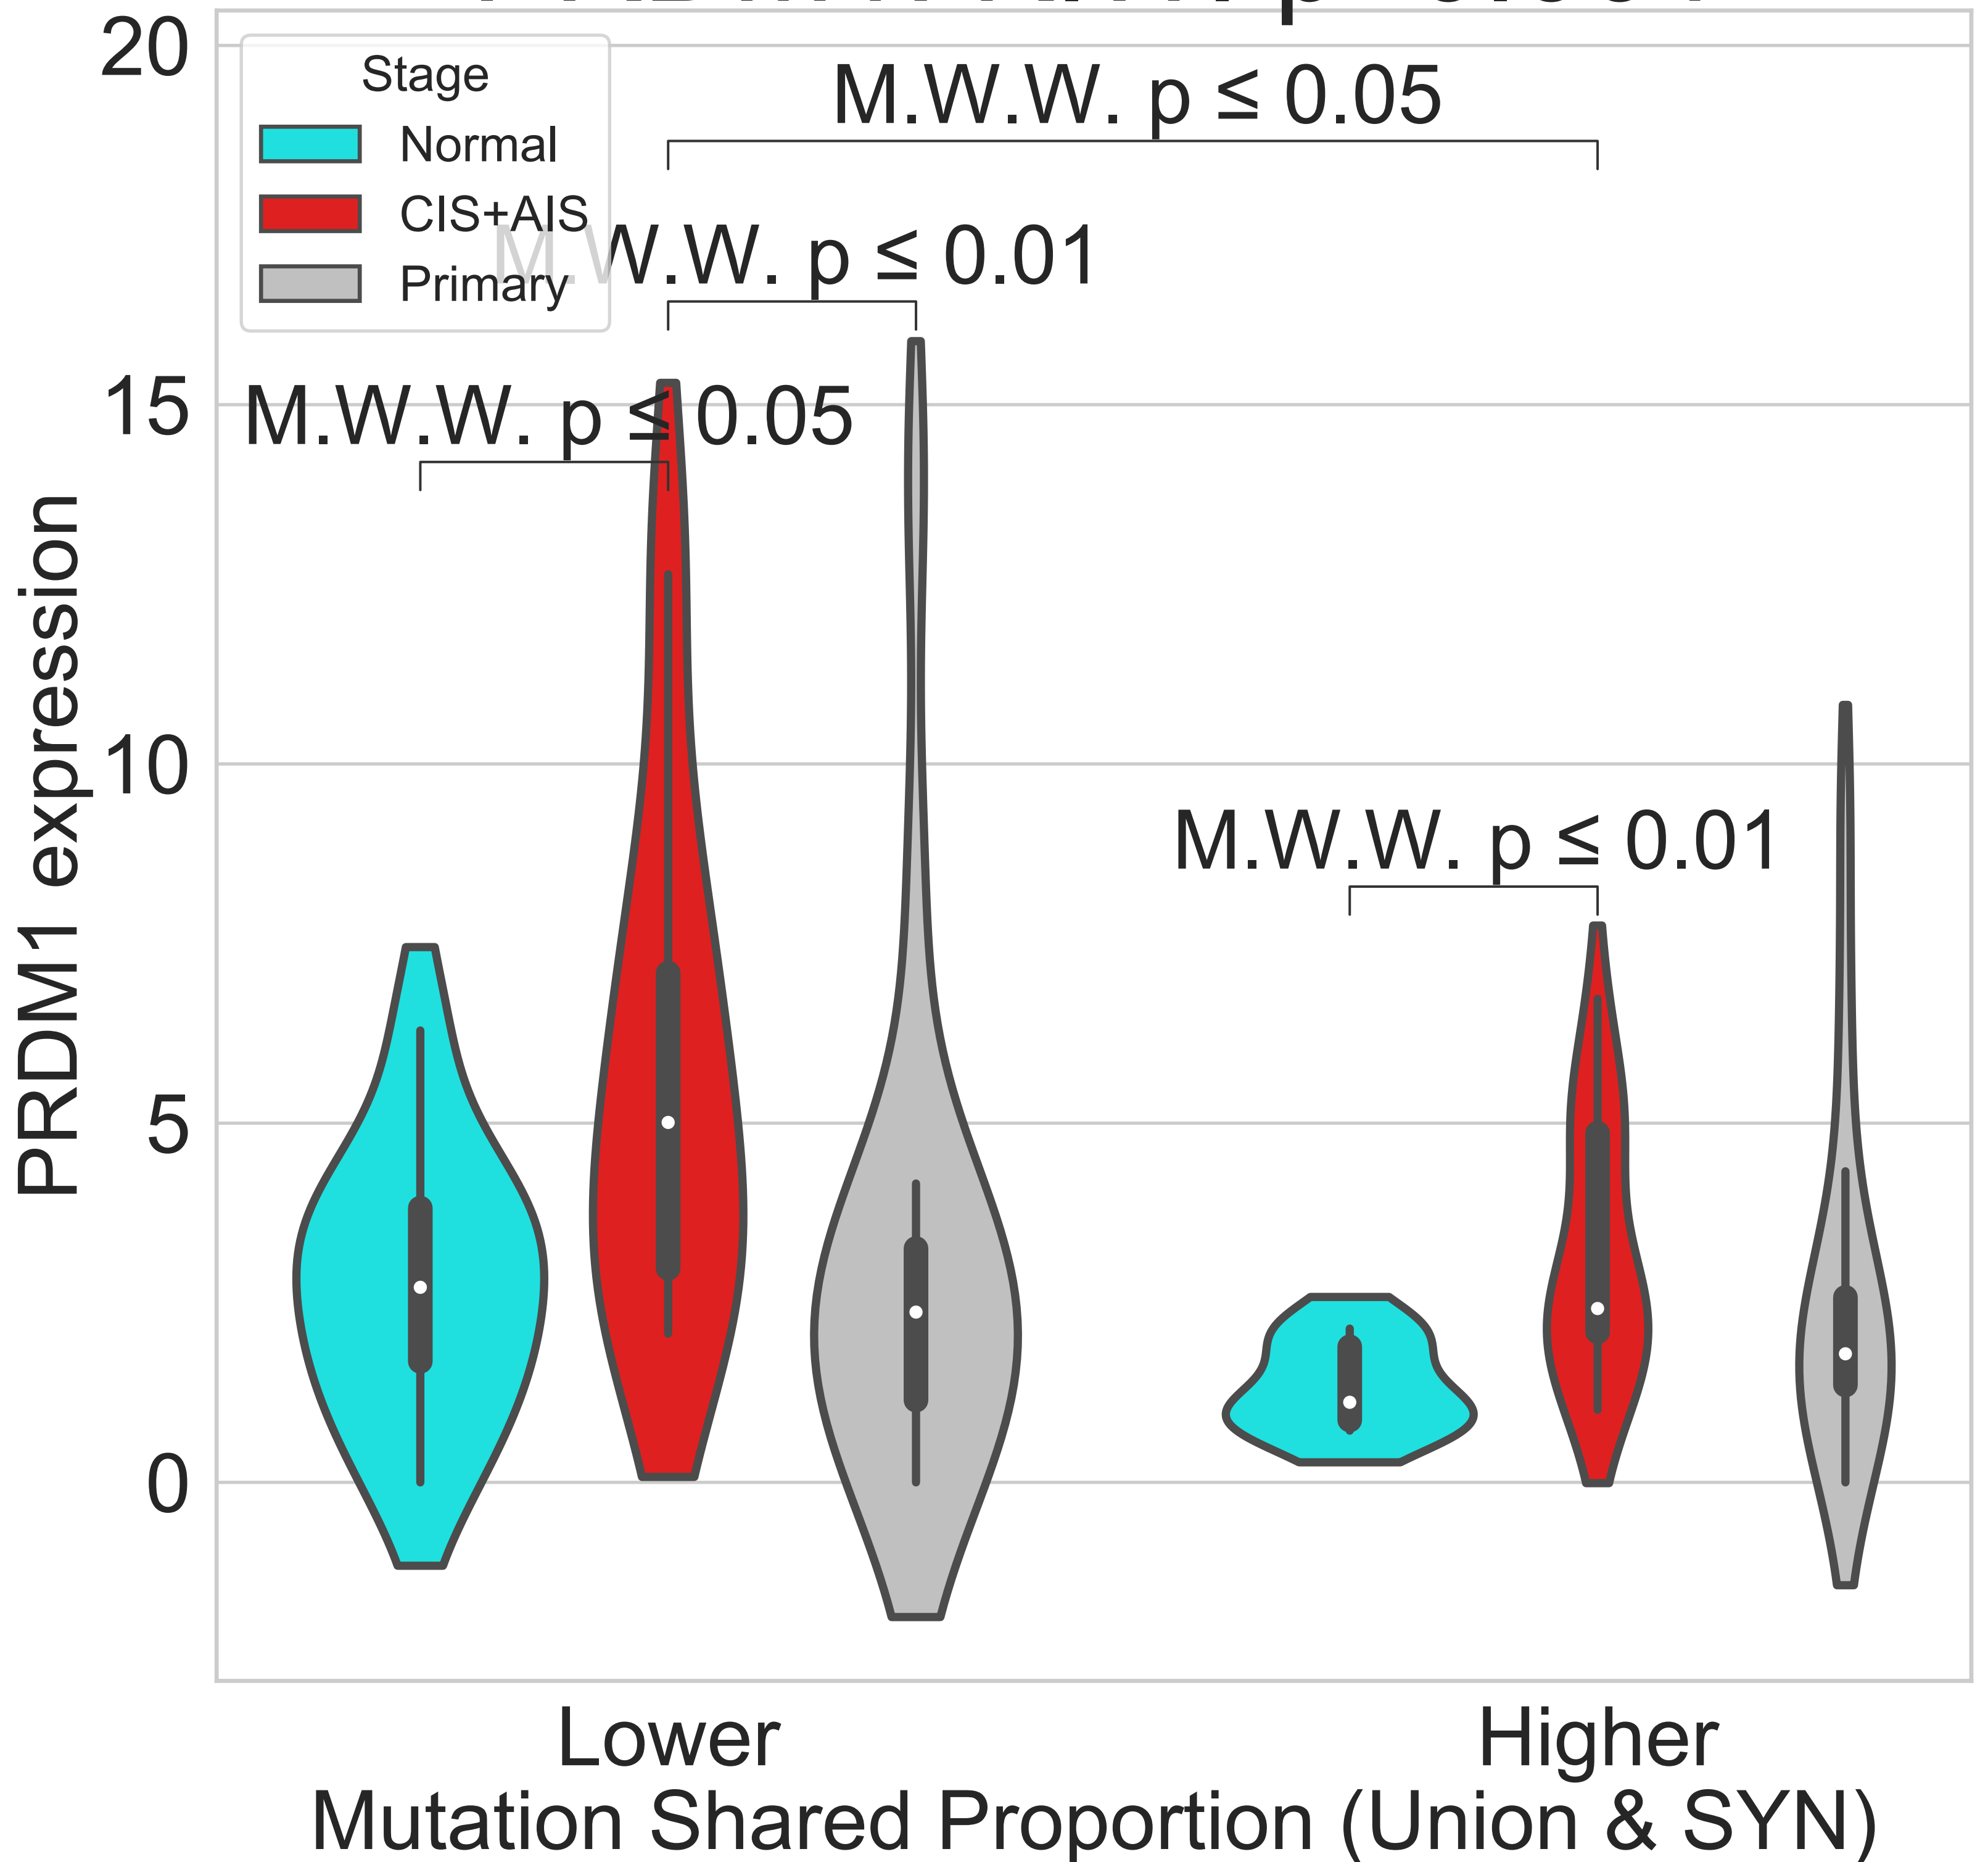 20
15
10
5
0
PRDM1 expression
Stage
Normal
CIS+AIS
Primary
M.W.W. p ≤ 0.05
M.W.W. p ≤ 0.01
M.W.W. p ≤ 0.05
M.W.W. p ≤ 0.01
Lower
Higher
Mutation Shared Proportion (Union & SYN)